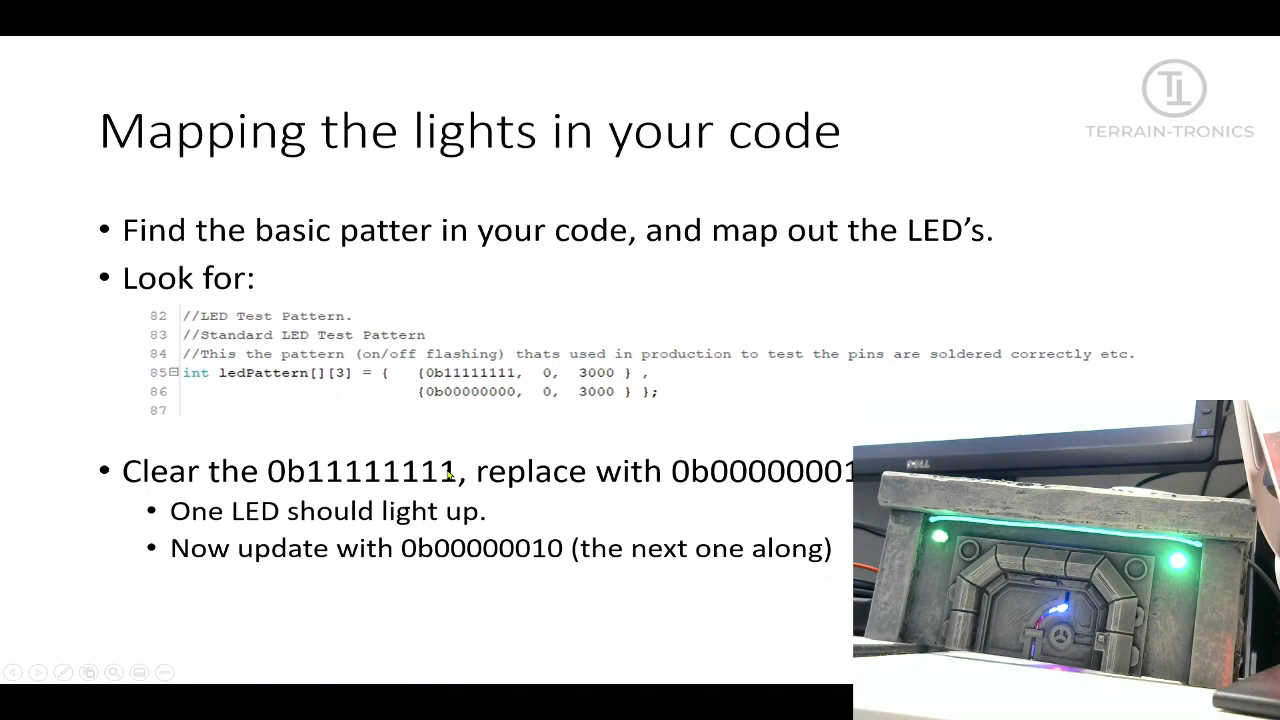 TERRAIN-TRONICS
Mapping the lights in your code
• Find the basic patter in your code, and map out the LED’s.
• Look for:
82 //LED Test Pattern.
83 //Standard LED Test Pattern
84 //This the pattern (on/off flashing) thats used in production to test the pins are soldered correctly etc.
85 int ledPattern[][3] = { {0b11111111, 0, 3000 } ,
86 {0b00000000, 0, 3000 } };
87
• Clear the 0b11111111, replace with 0b00000001
• One LED should light up.
• Now update with 0b00000010 (the next one along)
DELL